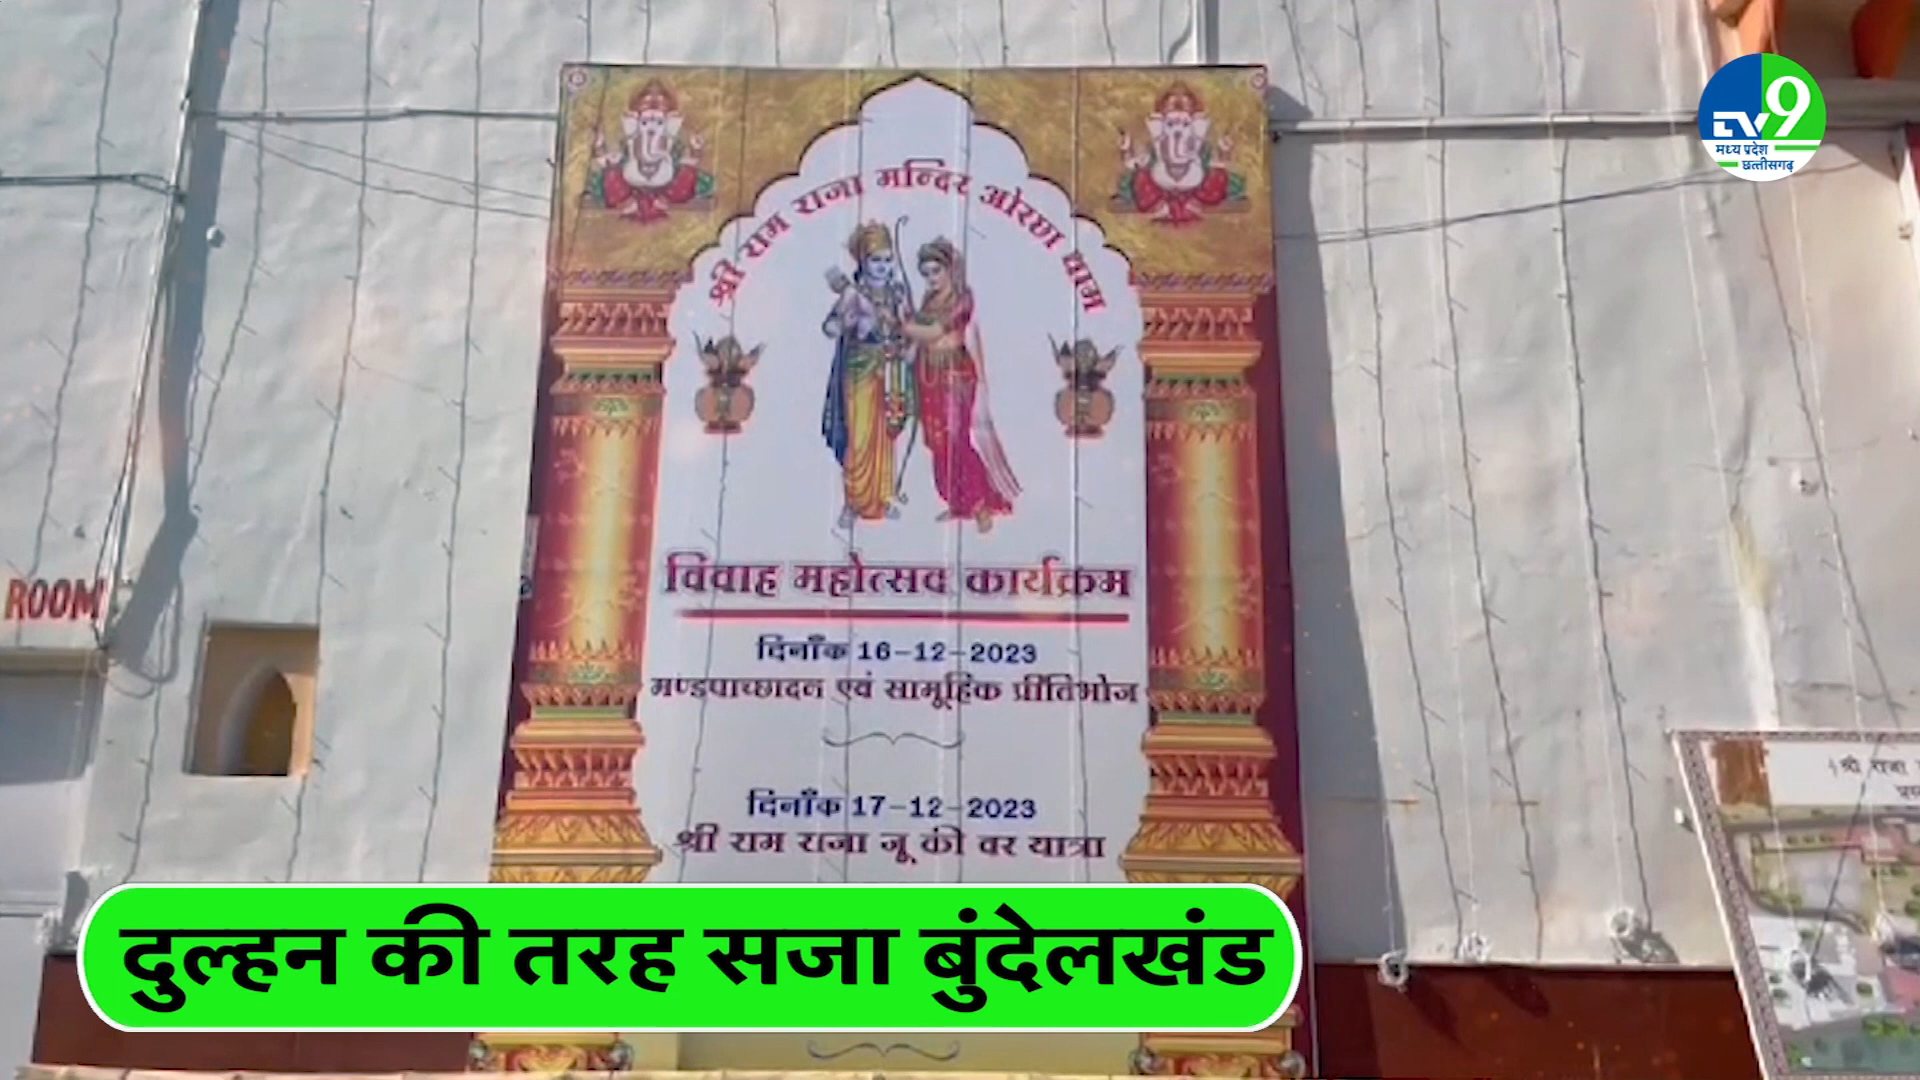 TV9
मध्य प्रदेश
छत्तीसगढ़
श्री राम राजा मन्दिर ओरछा धाम
विवाह महोत्सव कार्यक्रम
दिनाँक 16-12-2023
मण्डपाच्छादन एवं सामूहिक प्रीतिभोज
दिनाँक 17-12-2023
श्री राम राजा जू की वर यात्रा
ROOM
श्री राजा
दुल्हन की तरह सजा बुंदेलखंड